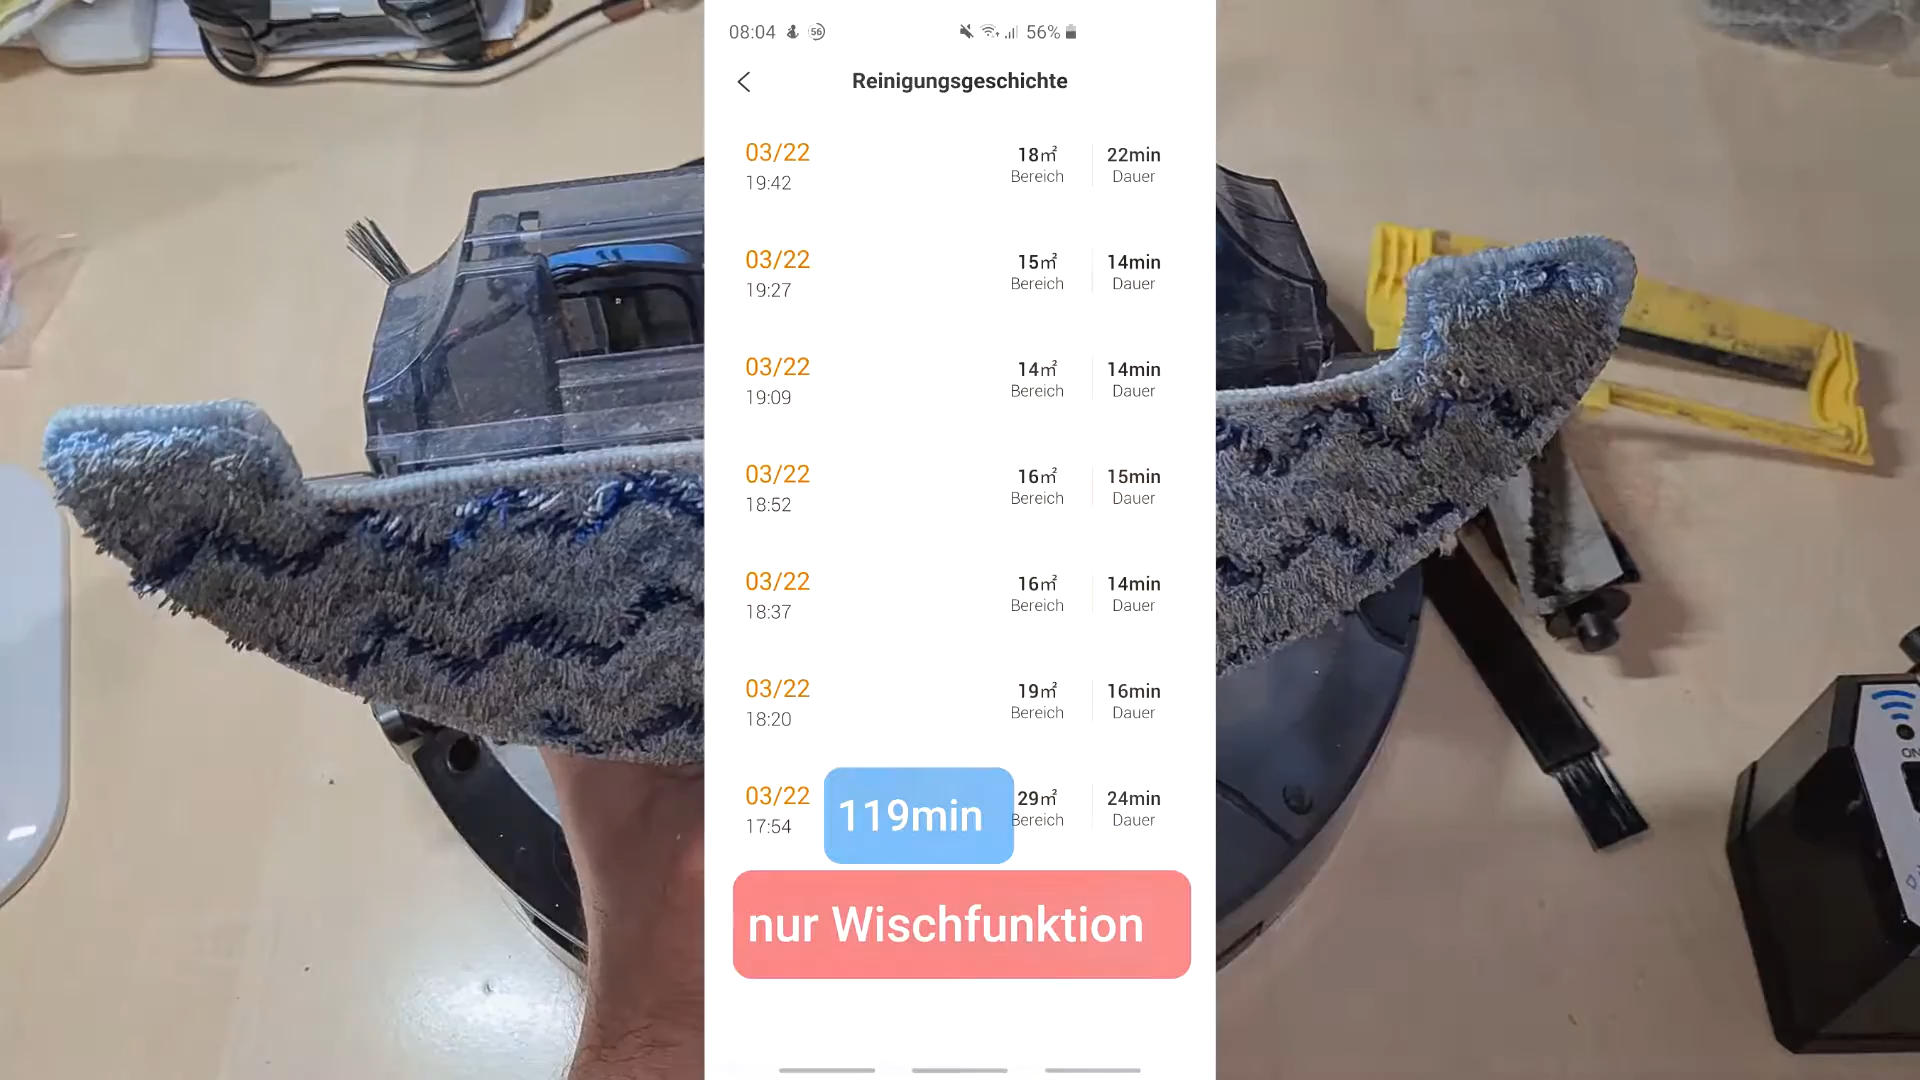 08:04 56 56%
Reinigungsgeschichte
03/22 18㎡ 22min
19:42 Bereich Dauer
03/22 15㎡ 14min
19:27 Bereich Dauer
03/22 14㎡ 14min
19:09 Bereich Dauer
03/22 16㎡ 15min
18:52 Bereich Dauer
03/22 16㎡ 14min
18:37 Bereich Dauer
03/22 19㎡ 16min
18:20 Bereich Dauer
03/22 119min 29㎡ 24min
17:54 Bereich Dauer
nur Wischfunktion
ON